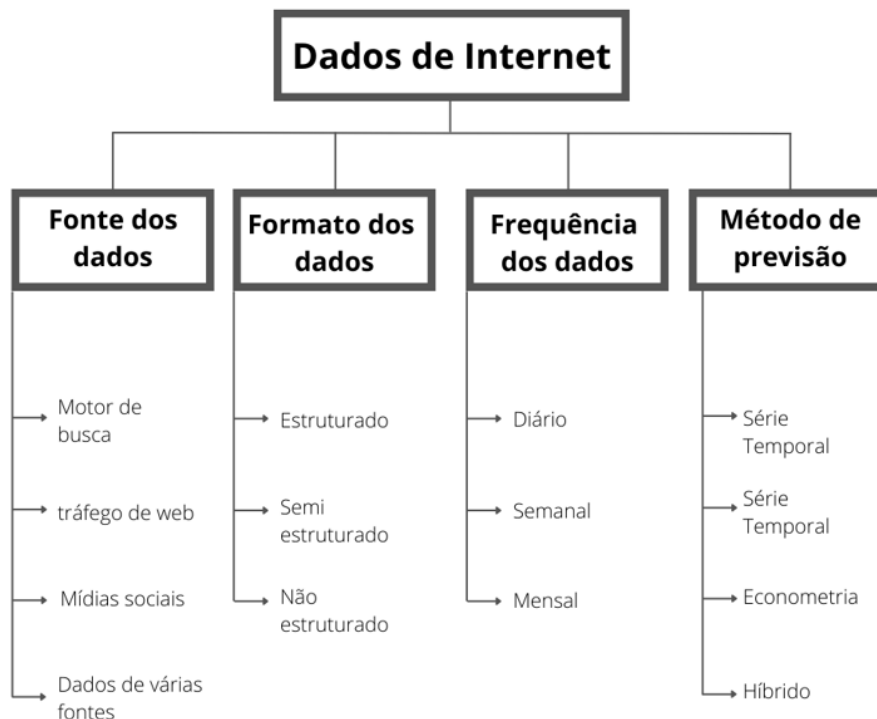 Dados de Internet
Fonte dos
dados
Motor de
busca
tráfego de web
Mídias sociais
Dados de várias
fontes
Formato dos
dados
Estruturado
Semi
estruturado
Não
estruturado
Frequência
dos dados
Diário
Semanal
Mensal
Método de
previsão
Série
Temporal
Série
Temporal
Econometria
Híbrido